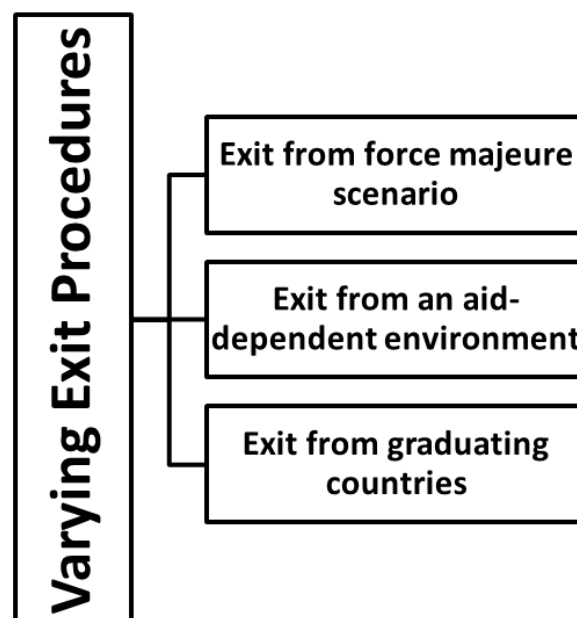 Varying Exit Procedures
Exit from force majeure
scenario
Exit from an aid-
dependent environment
Exit from graduating
countries